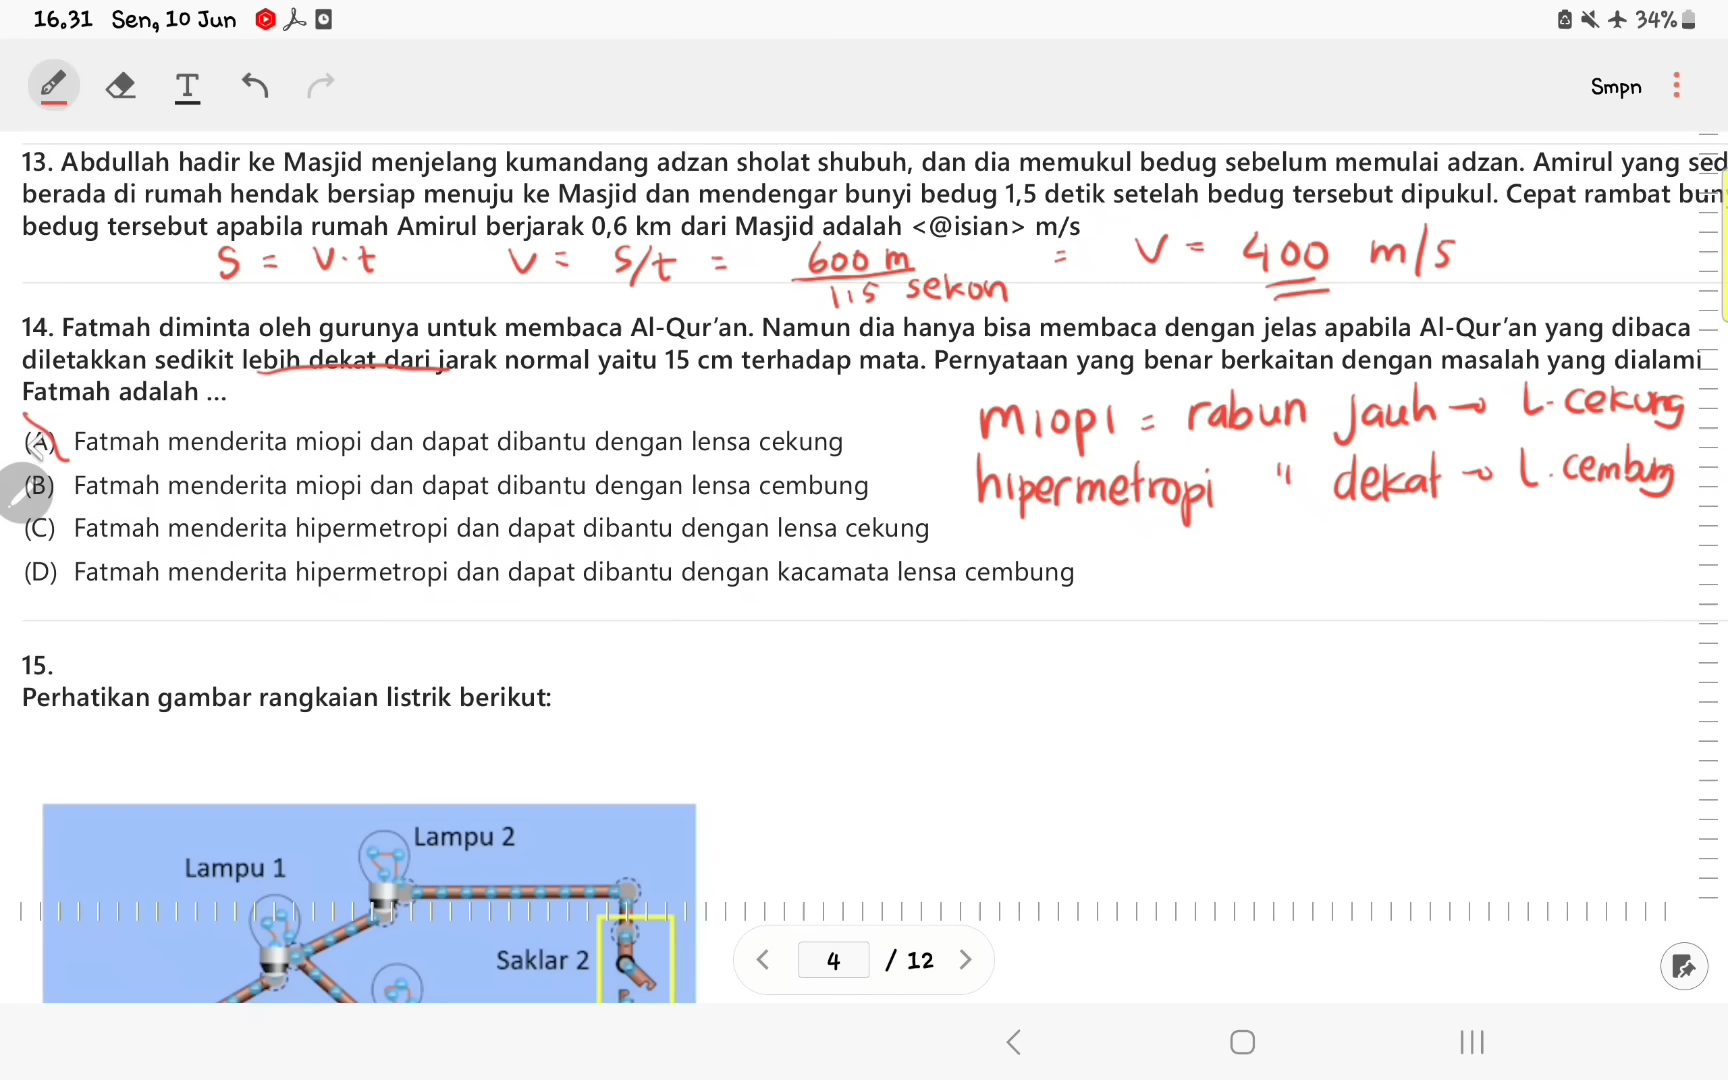 16.31 Sen, 10 Jun
34%
T
Smpn
13. Abdullah hadir ke Masjid menjelang kumandang adzan sholat shubuh, dan dia memukul bedug sebelum memulai adzan. Amirul yang sed
berada di rumah hendak bersiap menuju ke Masjid dan mendengar bunyi bedug 1,5 detik setelah bedug tersebut dipukul. Cepat rambat bun
bedug tersebut apabila rumah Amirul berjarak 0,6 km dari Masjid adalah <@isian> m/s
S = v.t v = s/t = 600 m / 1,5 sekon = v = 400 m/s
14. Fatmah diminta oleh gurunya untuk membaca Al-Qur’an. Namun dia hanya bisa membaca dengan jelas apabila Al-Qur’an yang dibaca
diletakkan sedikit lebih dekat dari jarak normal yaitu 15 cm terhadap mata. Pernyataan yang benar berkaitan dengan masalah yang dialami
Fatmah adalah ...
miopi = rabun jauh → L. cekung
(A) Fatmah menderita miopi dan dapat dibantu dengan lensa cekung
hipermetropi " dekat → L. cembung
(B) Fatmah menderita miopi dan dapat dibantu dengan lensa cembung
(C) Fatmah menderita hipermetropi dan dapat dibantu dengan lensa cekung
(D) Fatmah menderita hipermetropi dan dapat dibantu dengan kacamata lensa cembung
15.
Perhatikan gambar rangkaian listrik berikut:
Lampu 2
Lampu 1
Saklar 2
4 / 12